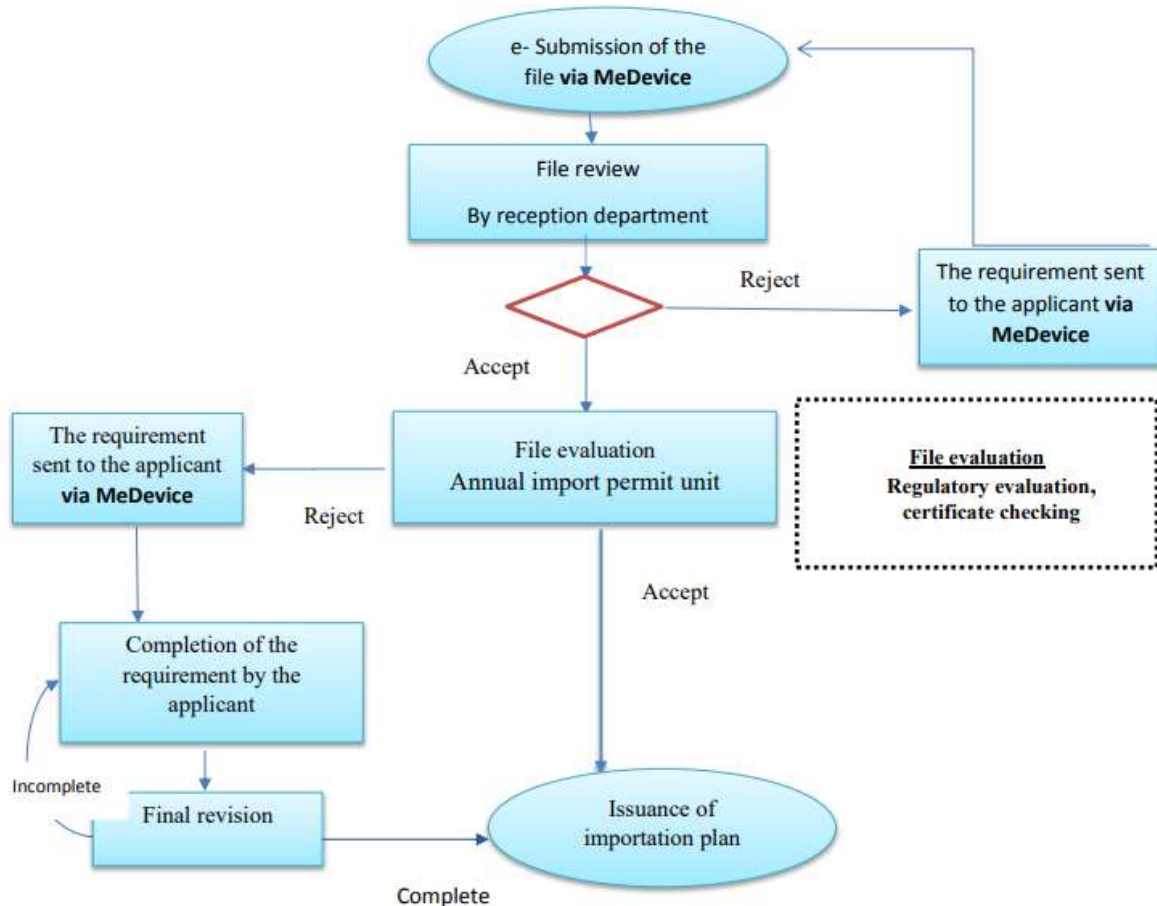 e- Submission of the
file via MeDevice
File review
By reception department
Reject
The requirement sent
to the applicant via
MeDevice
Accept
The requirement
sent to the applicant
via MeDevice
File evaluation
Annual import permit unit
File evaluation
Regulatory evaluation,
certificate checking
Reject
Accept
Completion of the
requirement by the
applicant
Incomplete
Final revision
Issuance of
importation plan
Complete